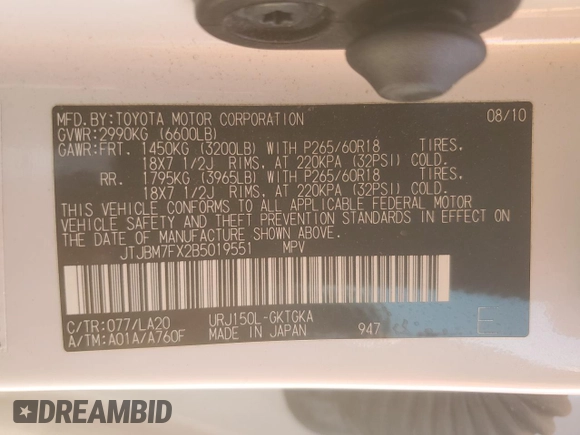 MFD.BY:TOYOTA MOTOR CORPORATION 08/10
GVWR:2990KG (6600LB)
GAWR:FRT. 1450KG (3200LB) WITH P265/60R18 TIRES.
18X7 1/2J RIMS. AT 220KPA (32PSI) COLD.
RR. 1795KG (3965LB) WITH P265/60R18 TIRES.
18X7 1/2J RIMS. AT 220KPA (32PSI) COLD.
THIS VEHICLE CONFORMS TO ALL APPLICABLE FEDERAL MOTOR
VEHICLE SAFETY AND THEFT PREVENTION STANDARDS IN EFFECT ON
THE DATE OF MANUFACTURE SHOWN ABOVE.
JTJBM7FX2B5019551 MPV
C/TR:077/LA20 URJ150L-GKTGKA
A/TM:A01A/A760F MADE IN JAPAN 947 E
DREAMBID